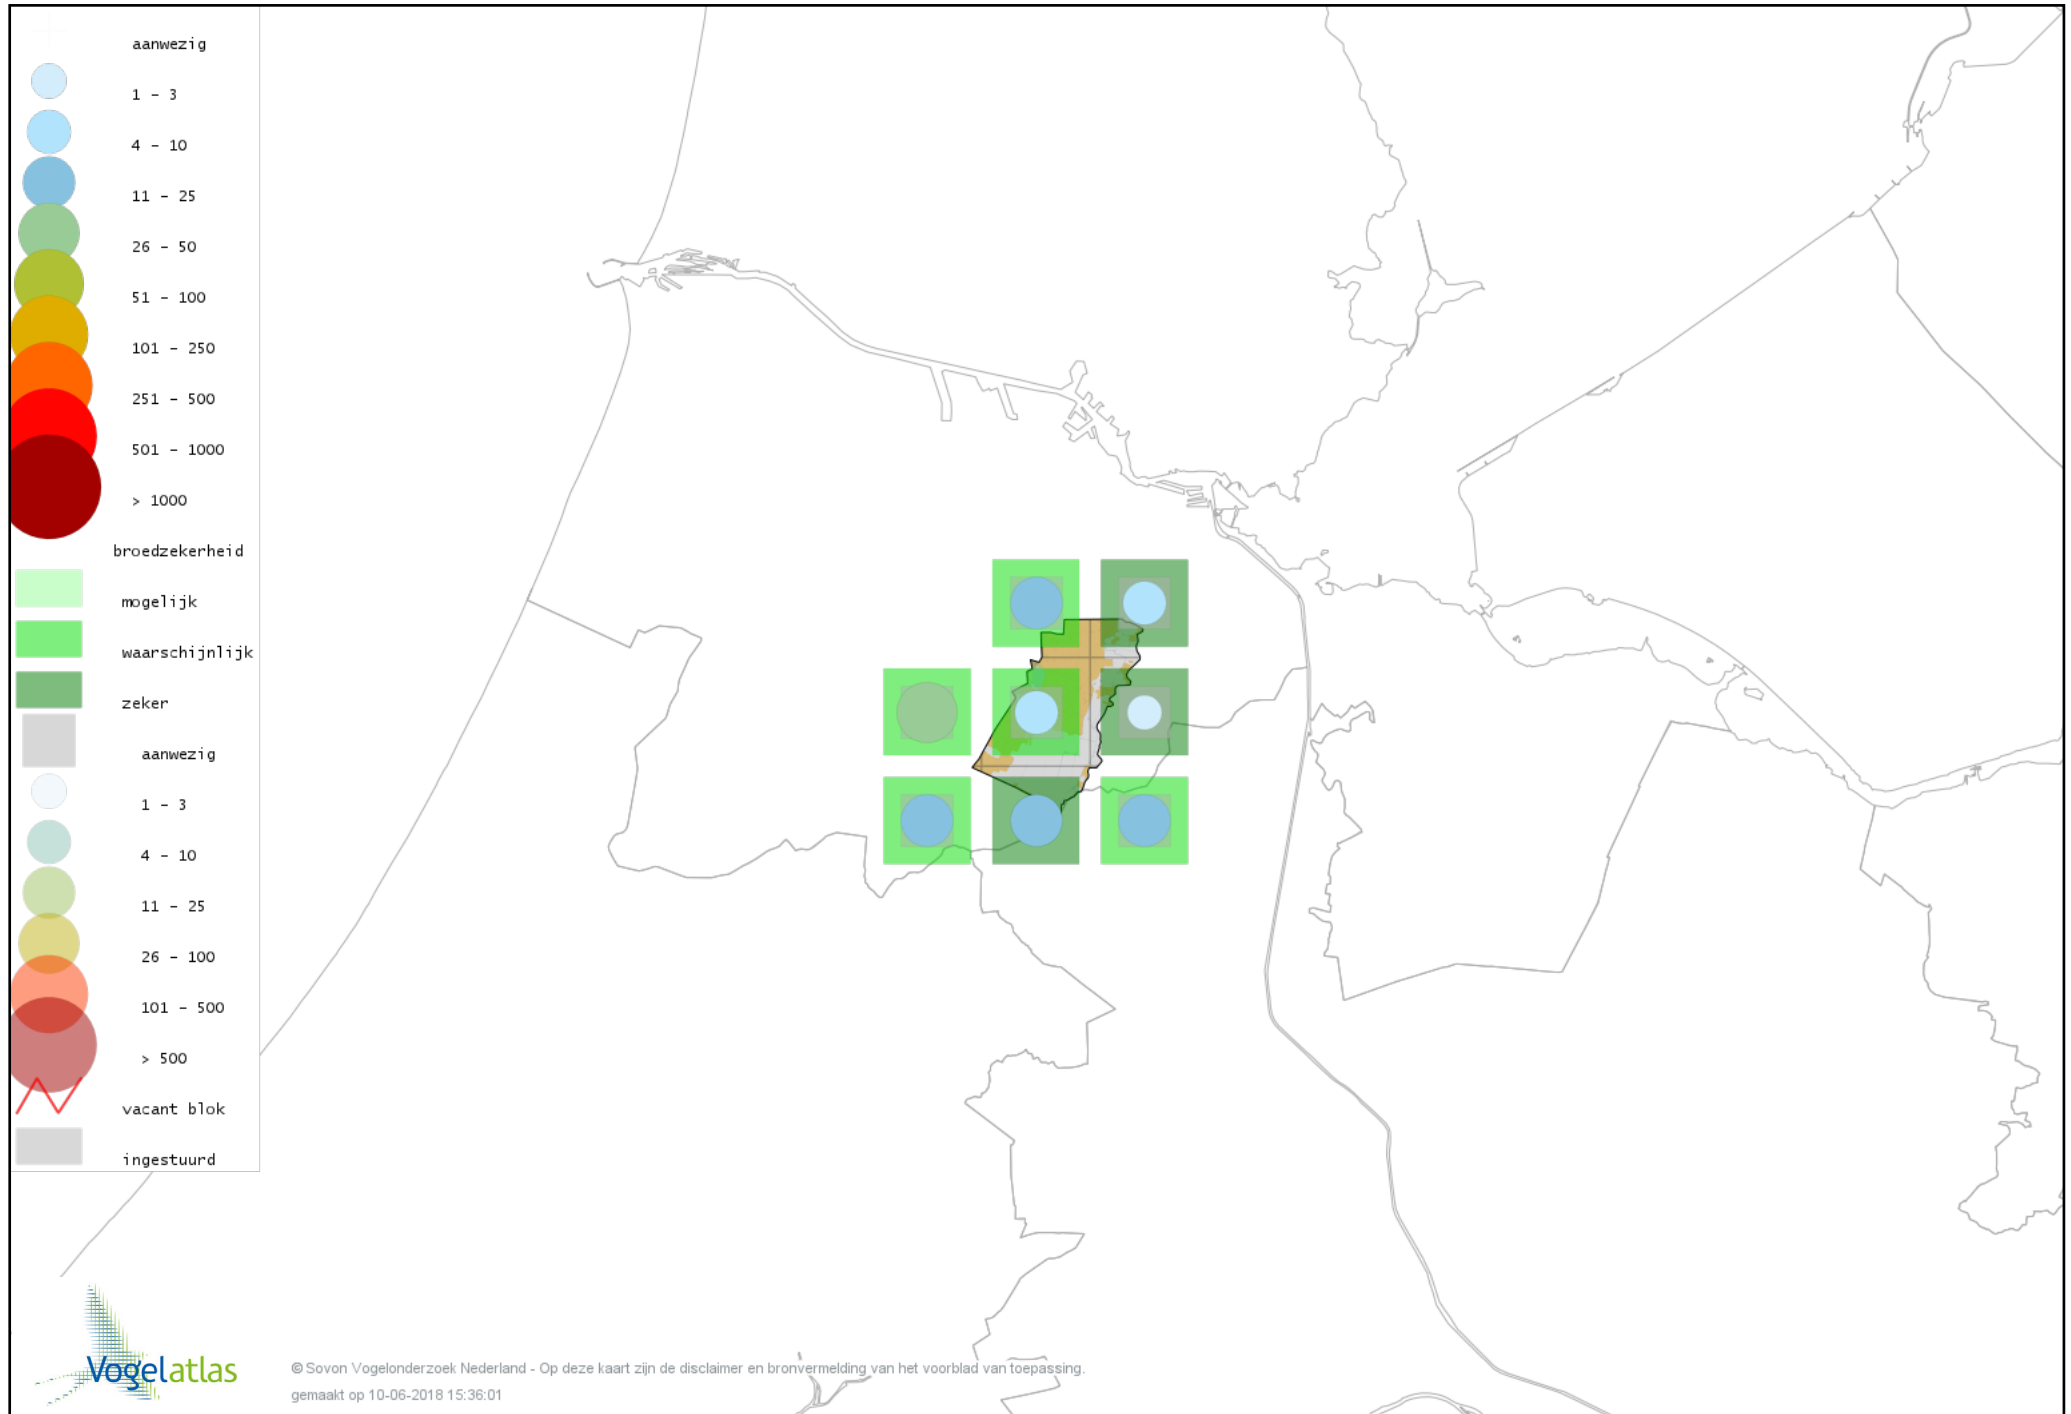 aanwezig
1 - 3
4 - 10
11 - 25
26 - 50
51 - 100
101 - 250
251 - 500
501 - 1000
> 1000
broedzekerheid
mogelijk
waarschijnlijk
zeker
aanwezig
1 - 3
4 - 10
11 - 25
26 - 100
101 - 500
> 500
vacant blok
ingestuurd
Vogelatlas
© Sovon Vogelonderzoek Nederland - Op deze kaart zijn de disclaimer en bronvermelding van het voorblad van toepassing.
gemaakt op 10-06-2018 15:36:01